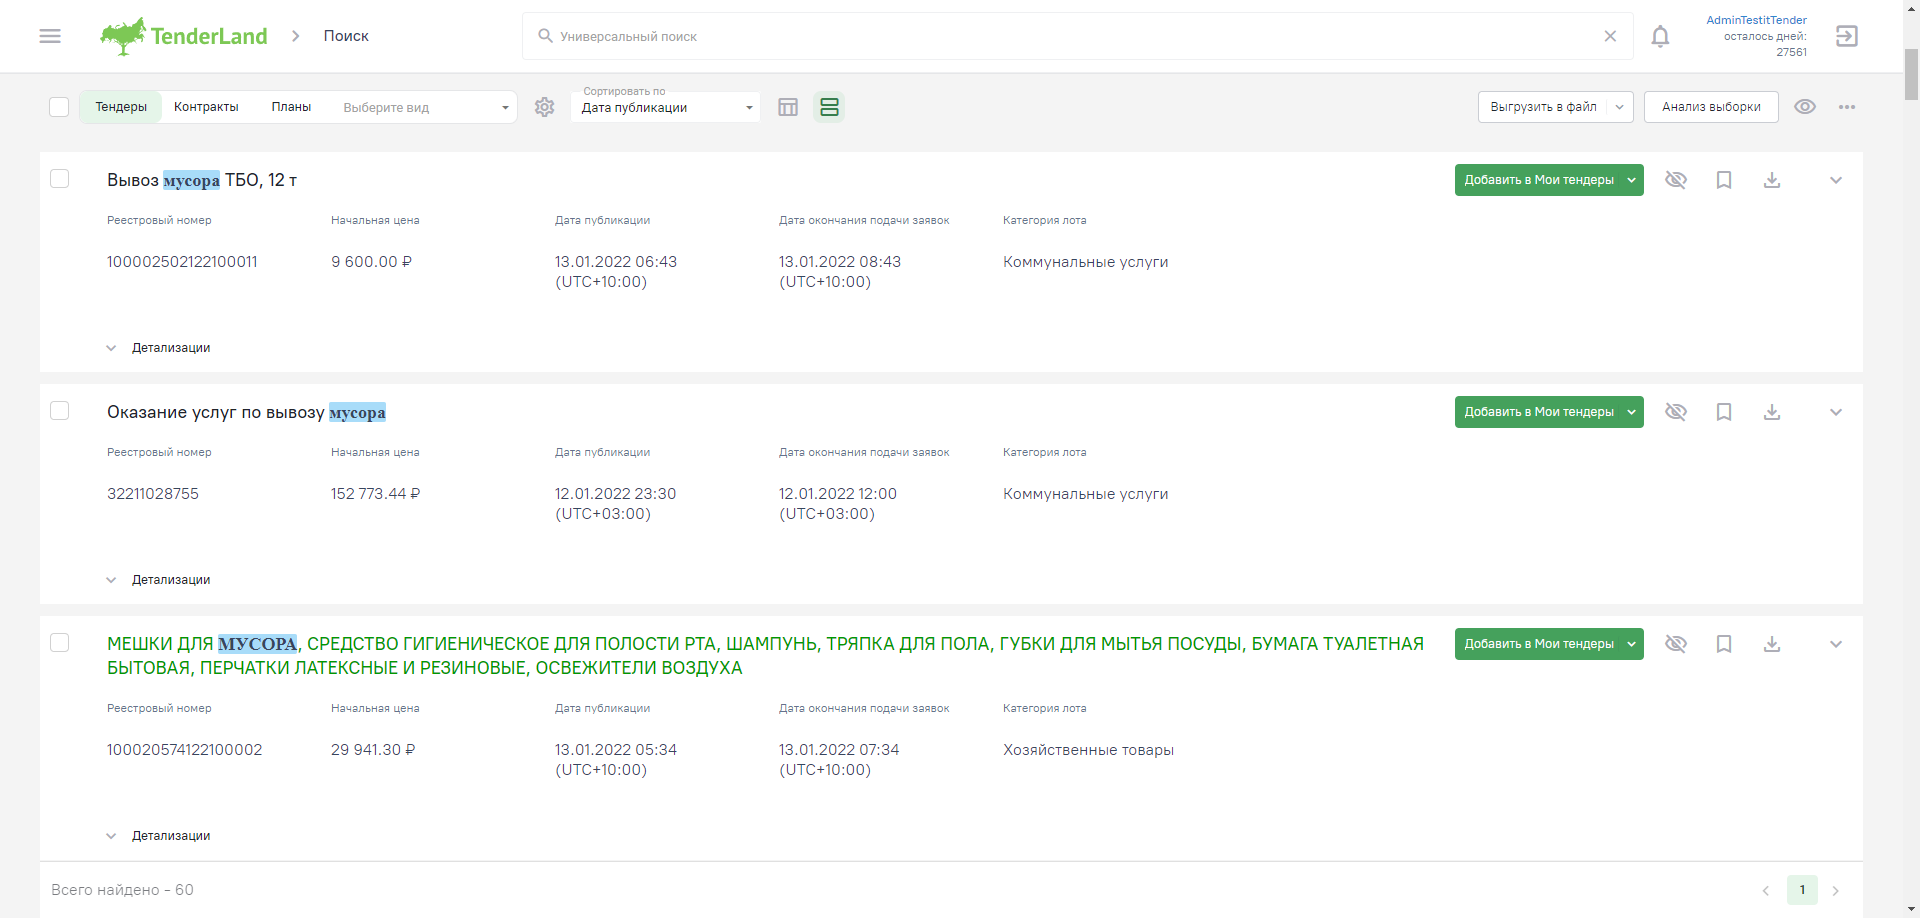 TenderLand
Поиск
Универсальный поиск
AdminTestitTender
осталось дней:
27561
Тендеры Контракты Планы Выберите вид
Сортировать по
Дата публикации
Выгрузить в файл
Анализ выборки
Вывоз мусора ТБО, 12 т
Добавить в Мои тендеры
Реестровый номер Начальная цена Дата публикации Дата окончания подачи заявок Категория лота
100002502122100011 9 600.00 ₽ 13.01.2022 06:43 13.01.2022 08:43 Коммунальные услуги
(UTC+10:00) (UTC+10:00)
Детализации
Оказание услуг по вывозу мусора
Добавить в Мои тендеры
Реестровый номер Начальная цена Дата публикации Дата окончания подачи заявок Категория лота
32211028755 152 773.44 ₽ 12.01.2022 23:30 12.01.2022 12:00 Коммунальные услуги
(UTC+03:00) (UTC+03:00)
Детализации
МЕШКИ ДЛЯ МУСОРА, СРЕДСТВО ГИГИЕНИЧЕСКОЕ ДЛЯ ПОЛОСТИ РТА, ШАМПУНЬ, ТРЯПКА ДЛЯ ПОЛА, ГУБКИ ДЛЯ МЫТЬЯ ПОСУДЫ, БУМАГА ТУАЛЕТНАЯ
БЫТОВАЯ, ПЕРЧАТКИ ЛАТЕКСНЫЕ И РЕЗИНОВЫЕ, ОСВЕЖИТЕЛИ ВОЗДУХА
Добавить в Мои тендеры
Реестровый номер Начальная цена Дата публикации Дата окончания подачи заявок Категория лота
100020574122100002 29 941.30 ₽ 13.01.2022 05:34 13.01.2022 07:34 Хозяйственные товары
(UTC+10:00) (UTC+10:00)
Детализации
Всего найдено - 60
1